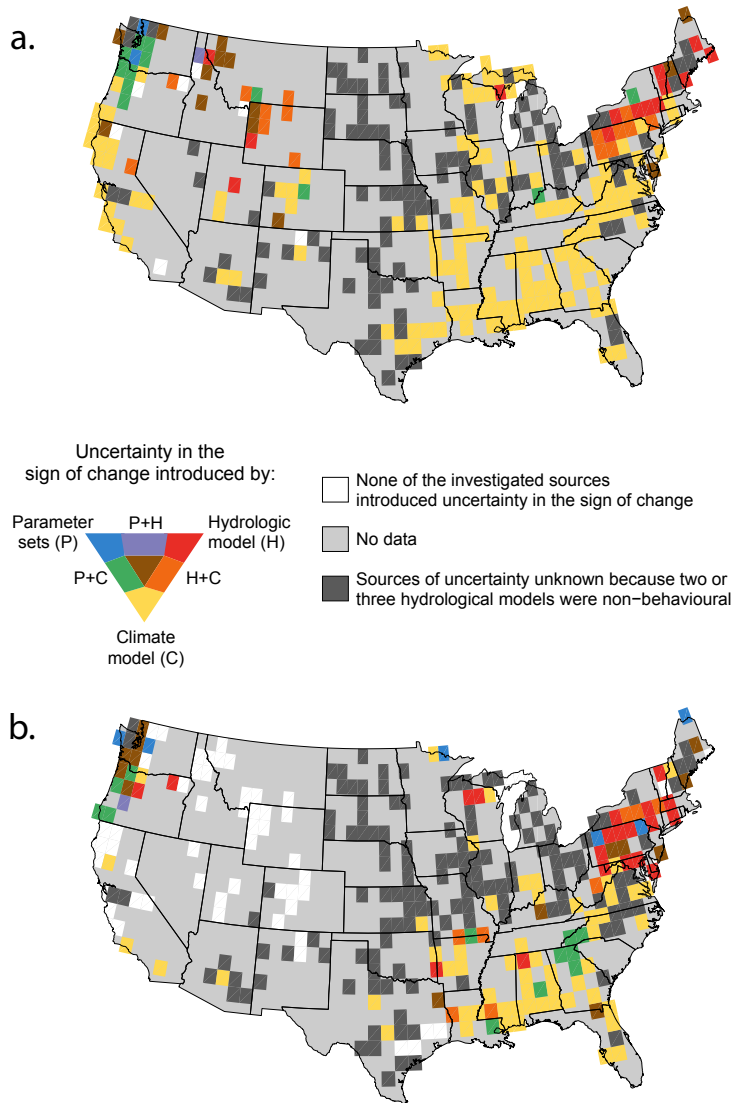 a.
Uncertainty in the
sign of change introduced by:
Parameter
sets (P)
P+H
Hydrologic
model (H)
P+C
H+C
Climate
model (C)
None of the investigated sources
introduced uncertainty in the sign of change
No data
Sources of uncertainty unknown because two or
three hydrological models were non−behavioural
b.